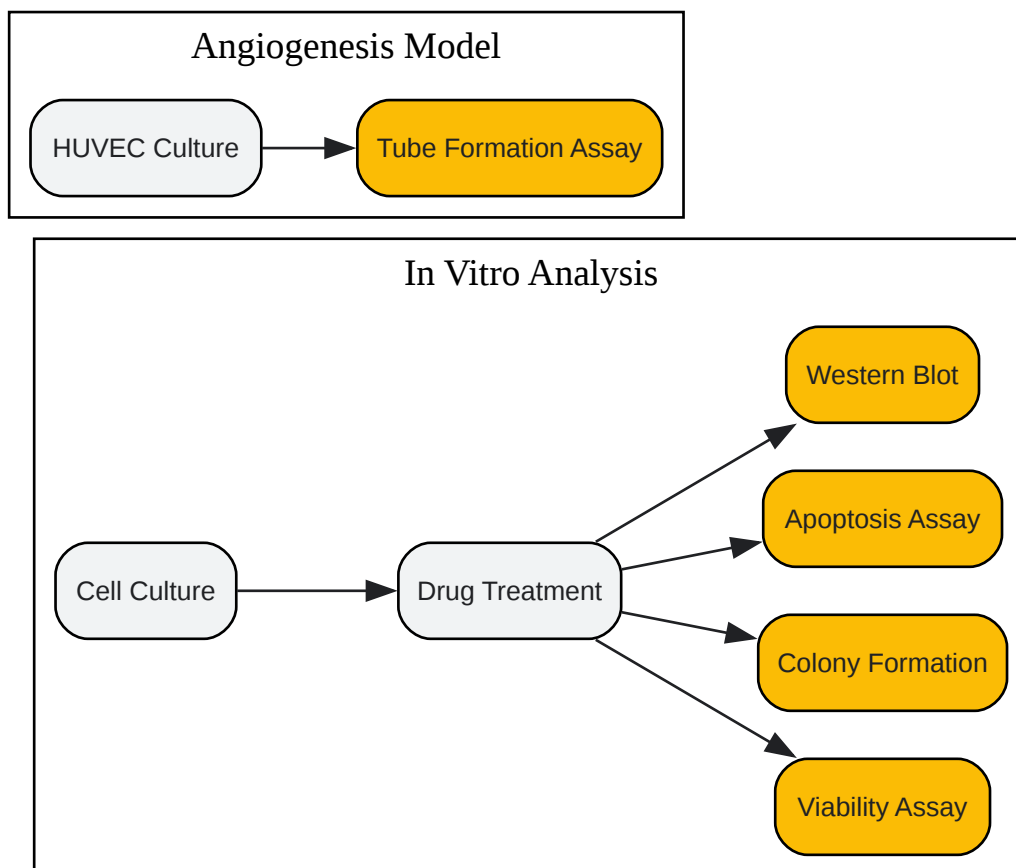 Angiogenesis Model
HUVEC Culture
Tube Formation Assay
In Vitro Analysis
Western Blot
Apoptosis Assay
Cell Culture
Drug Treatment
Colony Formation
Viability Assay